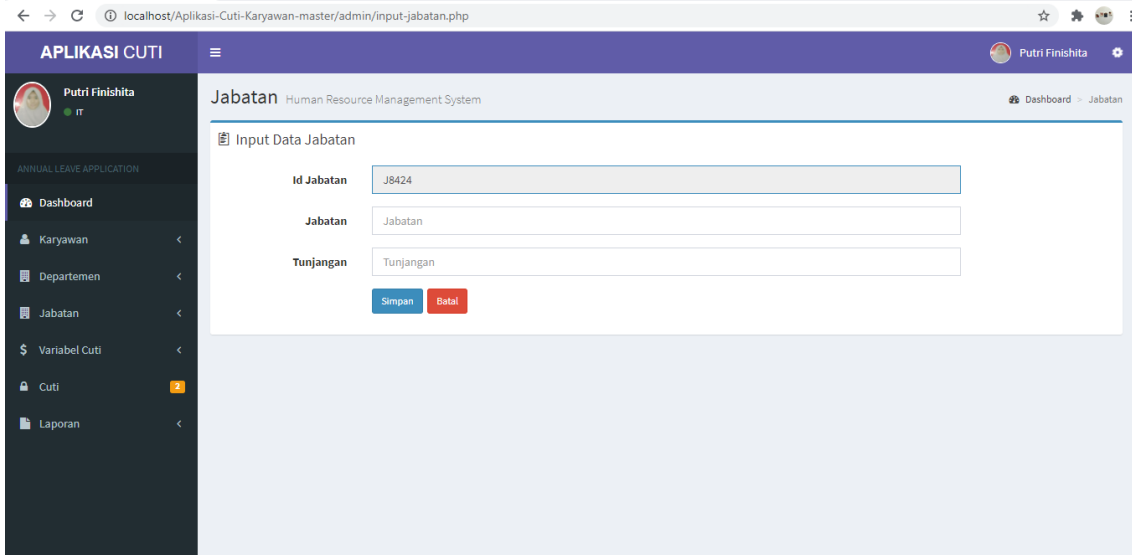 localhost/Aplikasi-Cuti-Karyawan-master/admin/input-jabatan.php
APLIKASI CUTI
Putri Finishita
Putri Finishita
IT
Jabatan Human Resource Management System
Dashboard > Jabatan
Input Data Jabatan
ANNUAL LEAVE APPLICATION
Id Jabatan J8424
Dashboard
Jabatan Jabatan
Karyawan
Tunjangan Tunjangan
Departemen
Simpan Batal
Jabatan
Variabel Cuti
Cuti 2
Laporan